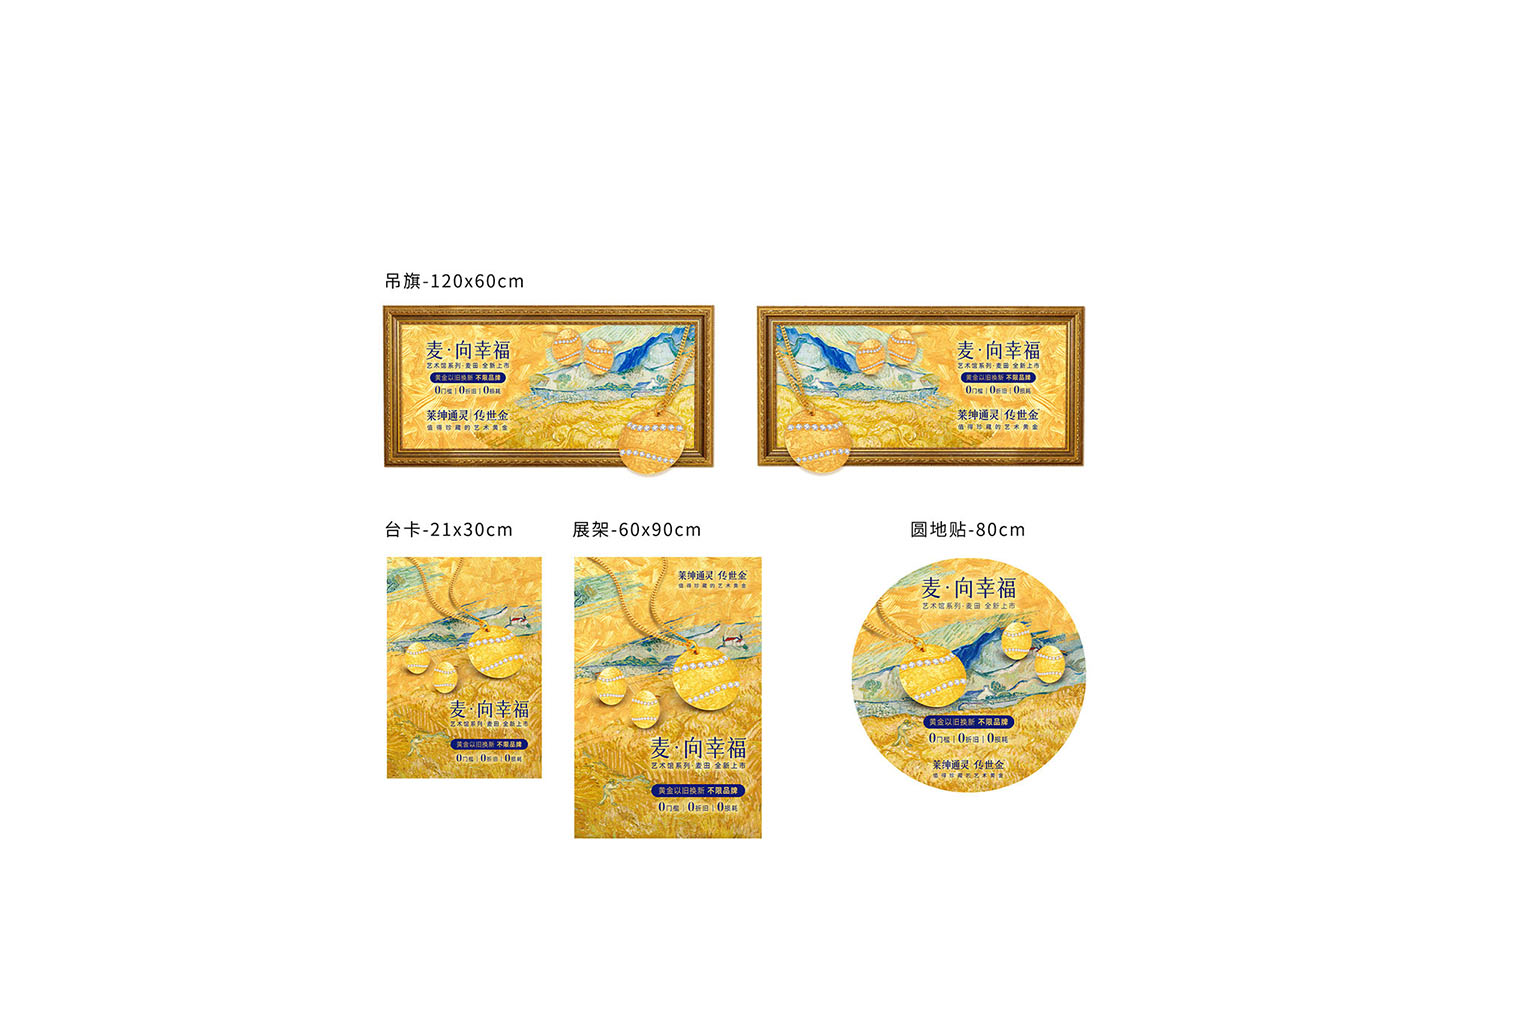 吊旗-120x60cm
麦·向幸福
艺术馆系列·麦田 全新上市
黄金以旧换新 不限品牌
0门槛|0折旧|0损耗
莱绅通灵|传世金
值得珍藏的艺术黄金
麦·向幸福
艺术馆系列·麦田 全新上市
黄金以旧换新 不限品牌
0门槛|0折旧|0损耗
莱绅通灵|传世金
值得珍藏的艺术黄金
台卡-21x30cm
麦·向幸福
艺术馆系列·麦田 全新上市
黄金以旧换新 不限品牌
0门槛|0折旧|0损耗
展架-60x90cm
莱绅通灵|传世金
值得珍藏的艺术黄金
麦·向幸福
艺术馆系列·麦田 全新上市
黄金以旧换新 不限品牌
0门槛|0折旧|0损耗
圆地贴-80cm
麦·向幸福
艺术馆系列·麦田 全新上市
黄金以旧换新 不限品牌
0门槛|0折旧|0损耗
莱绅通灵|传世金
值得珍藏的艺术黄金